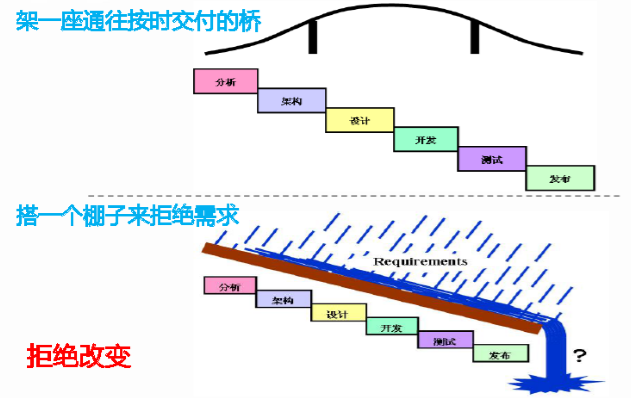 架一座通往按时交付的桥
分析
架构
设计
开发
测试
发布
搭一个棚子来拒绝需求
Requirements
分析
架构
设计
开发
测试
发布
拒绝改变
?